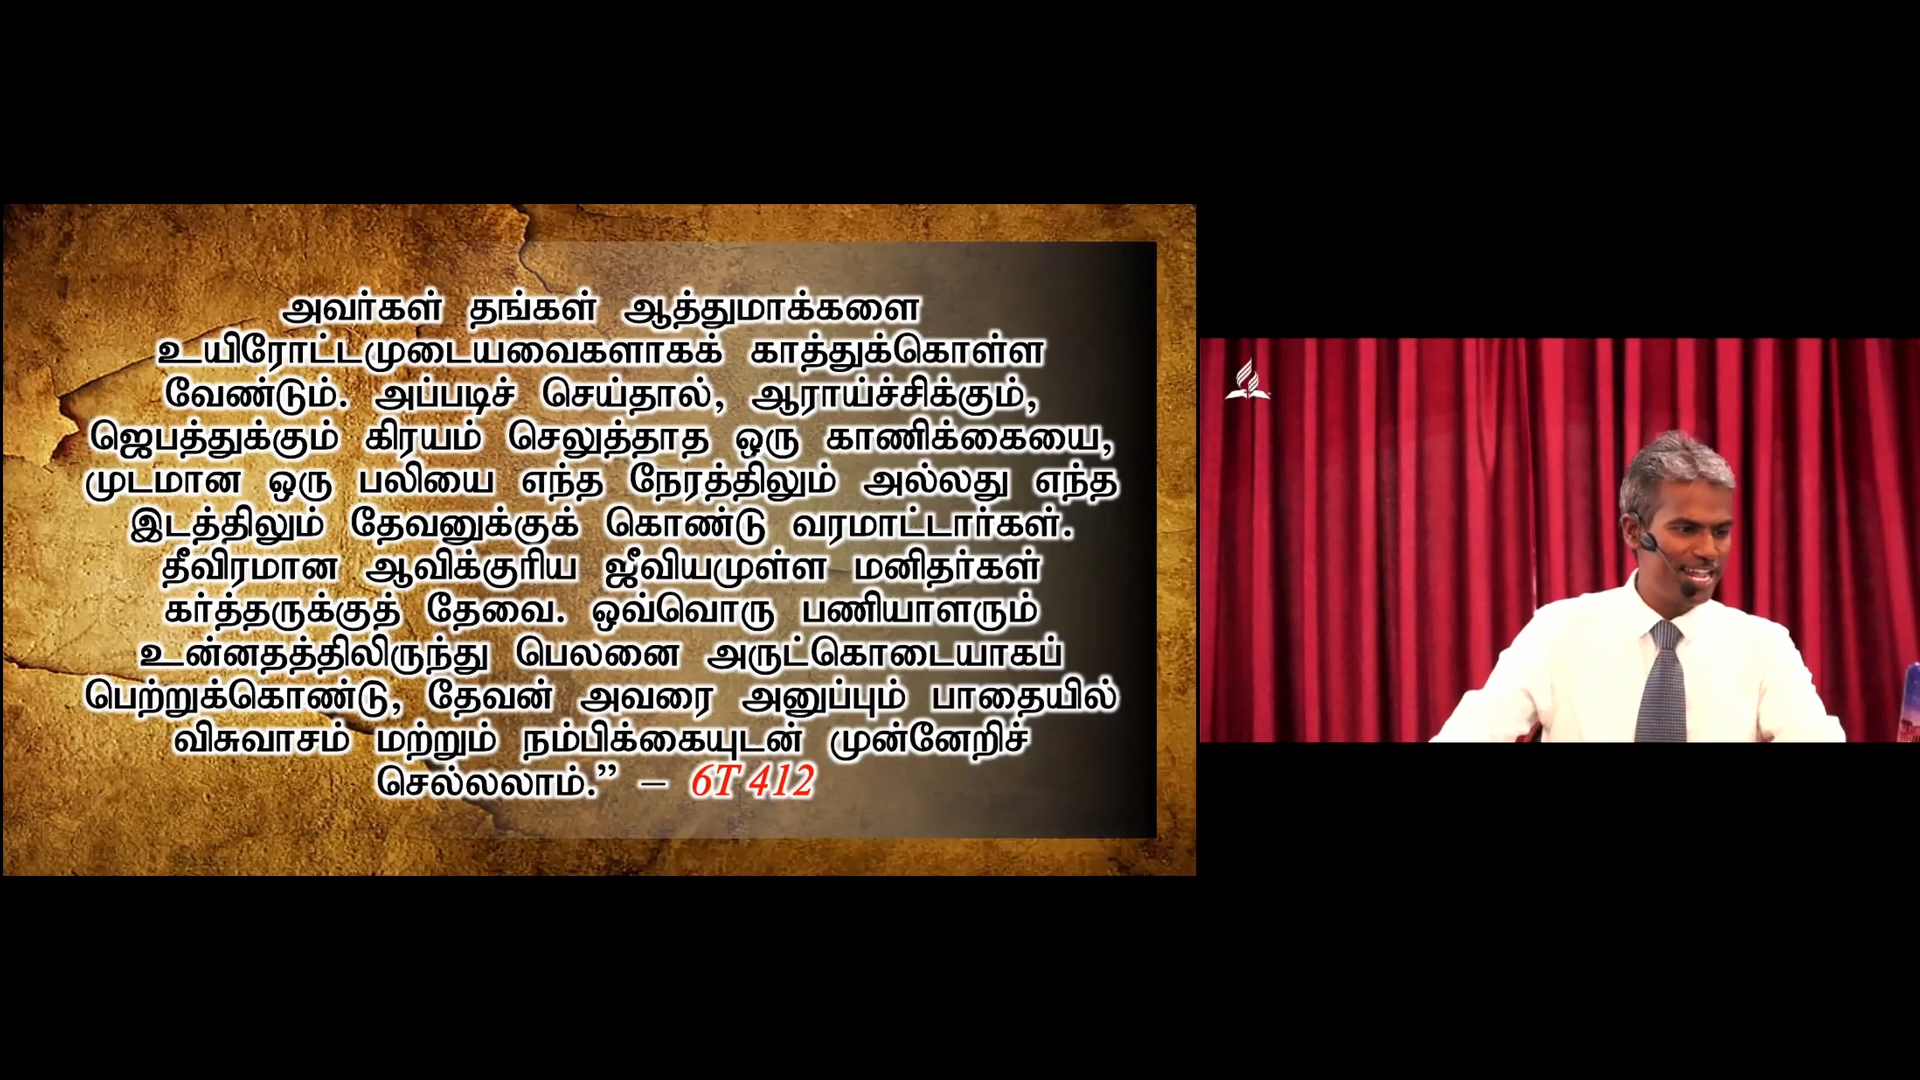 அவர்கள் தங்கள் ஆத்துமாக்களை
உயிரோட்டமுடையவைகளாகக் காத்துக்கொள்ள
வேண்டும். அப்படிச் செய்தால், ஆராய்ச்சிக்கும்,
ஜெபத்துக்கும் கிரயம் செலுத்தாத ஒரு காணிக்கையை,
முடமான ஒரு பலியை எந்த நேரத்திலும் அல்லது எந்த
இடத்திலும் தேவனுக்குக் கொண்டு வரமாட்டார்கள்.
தீவிரமான ஆவிக்குரிய ஜீவியமுள்ள மனிதர்கள்
கர்த்தருக்குத் தேவை. ஒவ்வொரு பணியாளரும்
உன்னதத்திலிருந்து பெலனை அருட்கொடையாகப்
பெற்றுக்கொண்டு, தேவன் அவரை அனுப்பும் பாதையில்
விசுவாசம் மற்றும் நம்பிக்கையுடன் முன்னேறிச்
செல்லலாம்.” – 6T 412